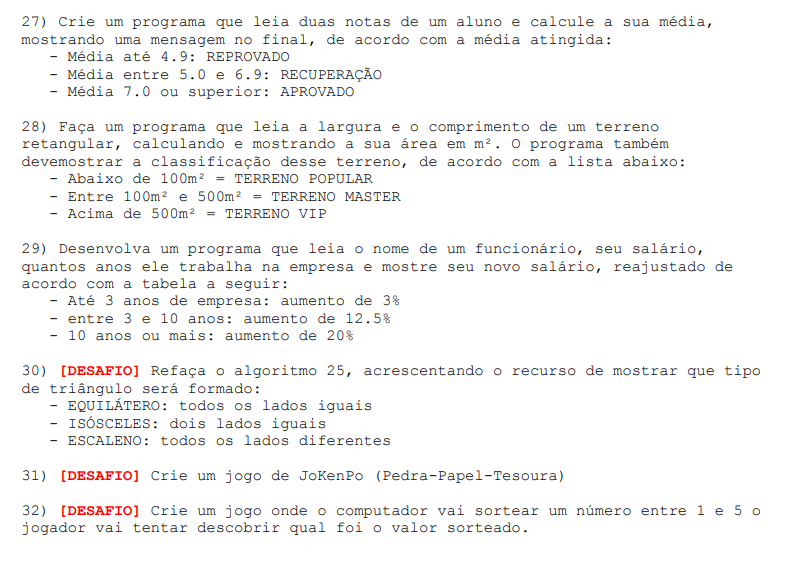 27) Crie um programa que leia duas notas de um aluno e calcule a sua média,
mostrando uma mensagem no final, de acordo com a média atingida:
- Média até 4.9: REPROVADO
- Média entre 5.0 e 6.9: RECUPERAÇÃO
- Média 7.0 ou superior: APROVADO
28) Faça um programa que leia a largura e o comprimento de um terreno
retangular, calculando e mostrando a sua área em m². O programa também
devemostrar a classificação desse terreno, de acordo com a lista abaixo:
- Abaixo de 100m² = TERRENO POPULAR
- Entre 100m² e 500m² = TERRENO MASTER
- Acima de 500m² = TERRENO VIP
29) Desenvolva um programa que leia o nome de um funcionário, seu salário,
quantos anos ele trabalha na empresa e mostre seu novo salário, reajustado de
acordo com a tabela a seguir:
- Até 3 anos de empresa: aumento de 3%
- entre 3 e 10 anos: aumento de 12.5%
- 10 anos ou mais: aumento de 20%
30) [DESAFIO] Refaça o algoritmo 25, acrescentando o recurso de mostrar que tipo
de triângulo será formado:
- EQUILÁTERO: todos os lados iguais
- ISÓSCELES: dois lados iguais
- ESCALENO: todos os lados diferentes
31) [DESAFIO] Crie um jogo de JoKenPo (Pedra-Papel-Tesoura)
32) [DESAFIO] Crie um jogo onde o computador vai sortear um número entre 1 e 5 o
jogador vai tentar descobrir qual foi o valor sorteado.